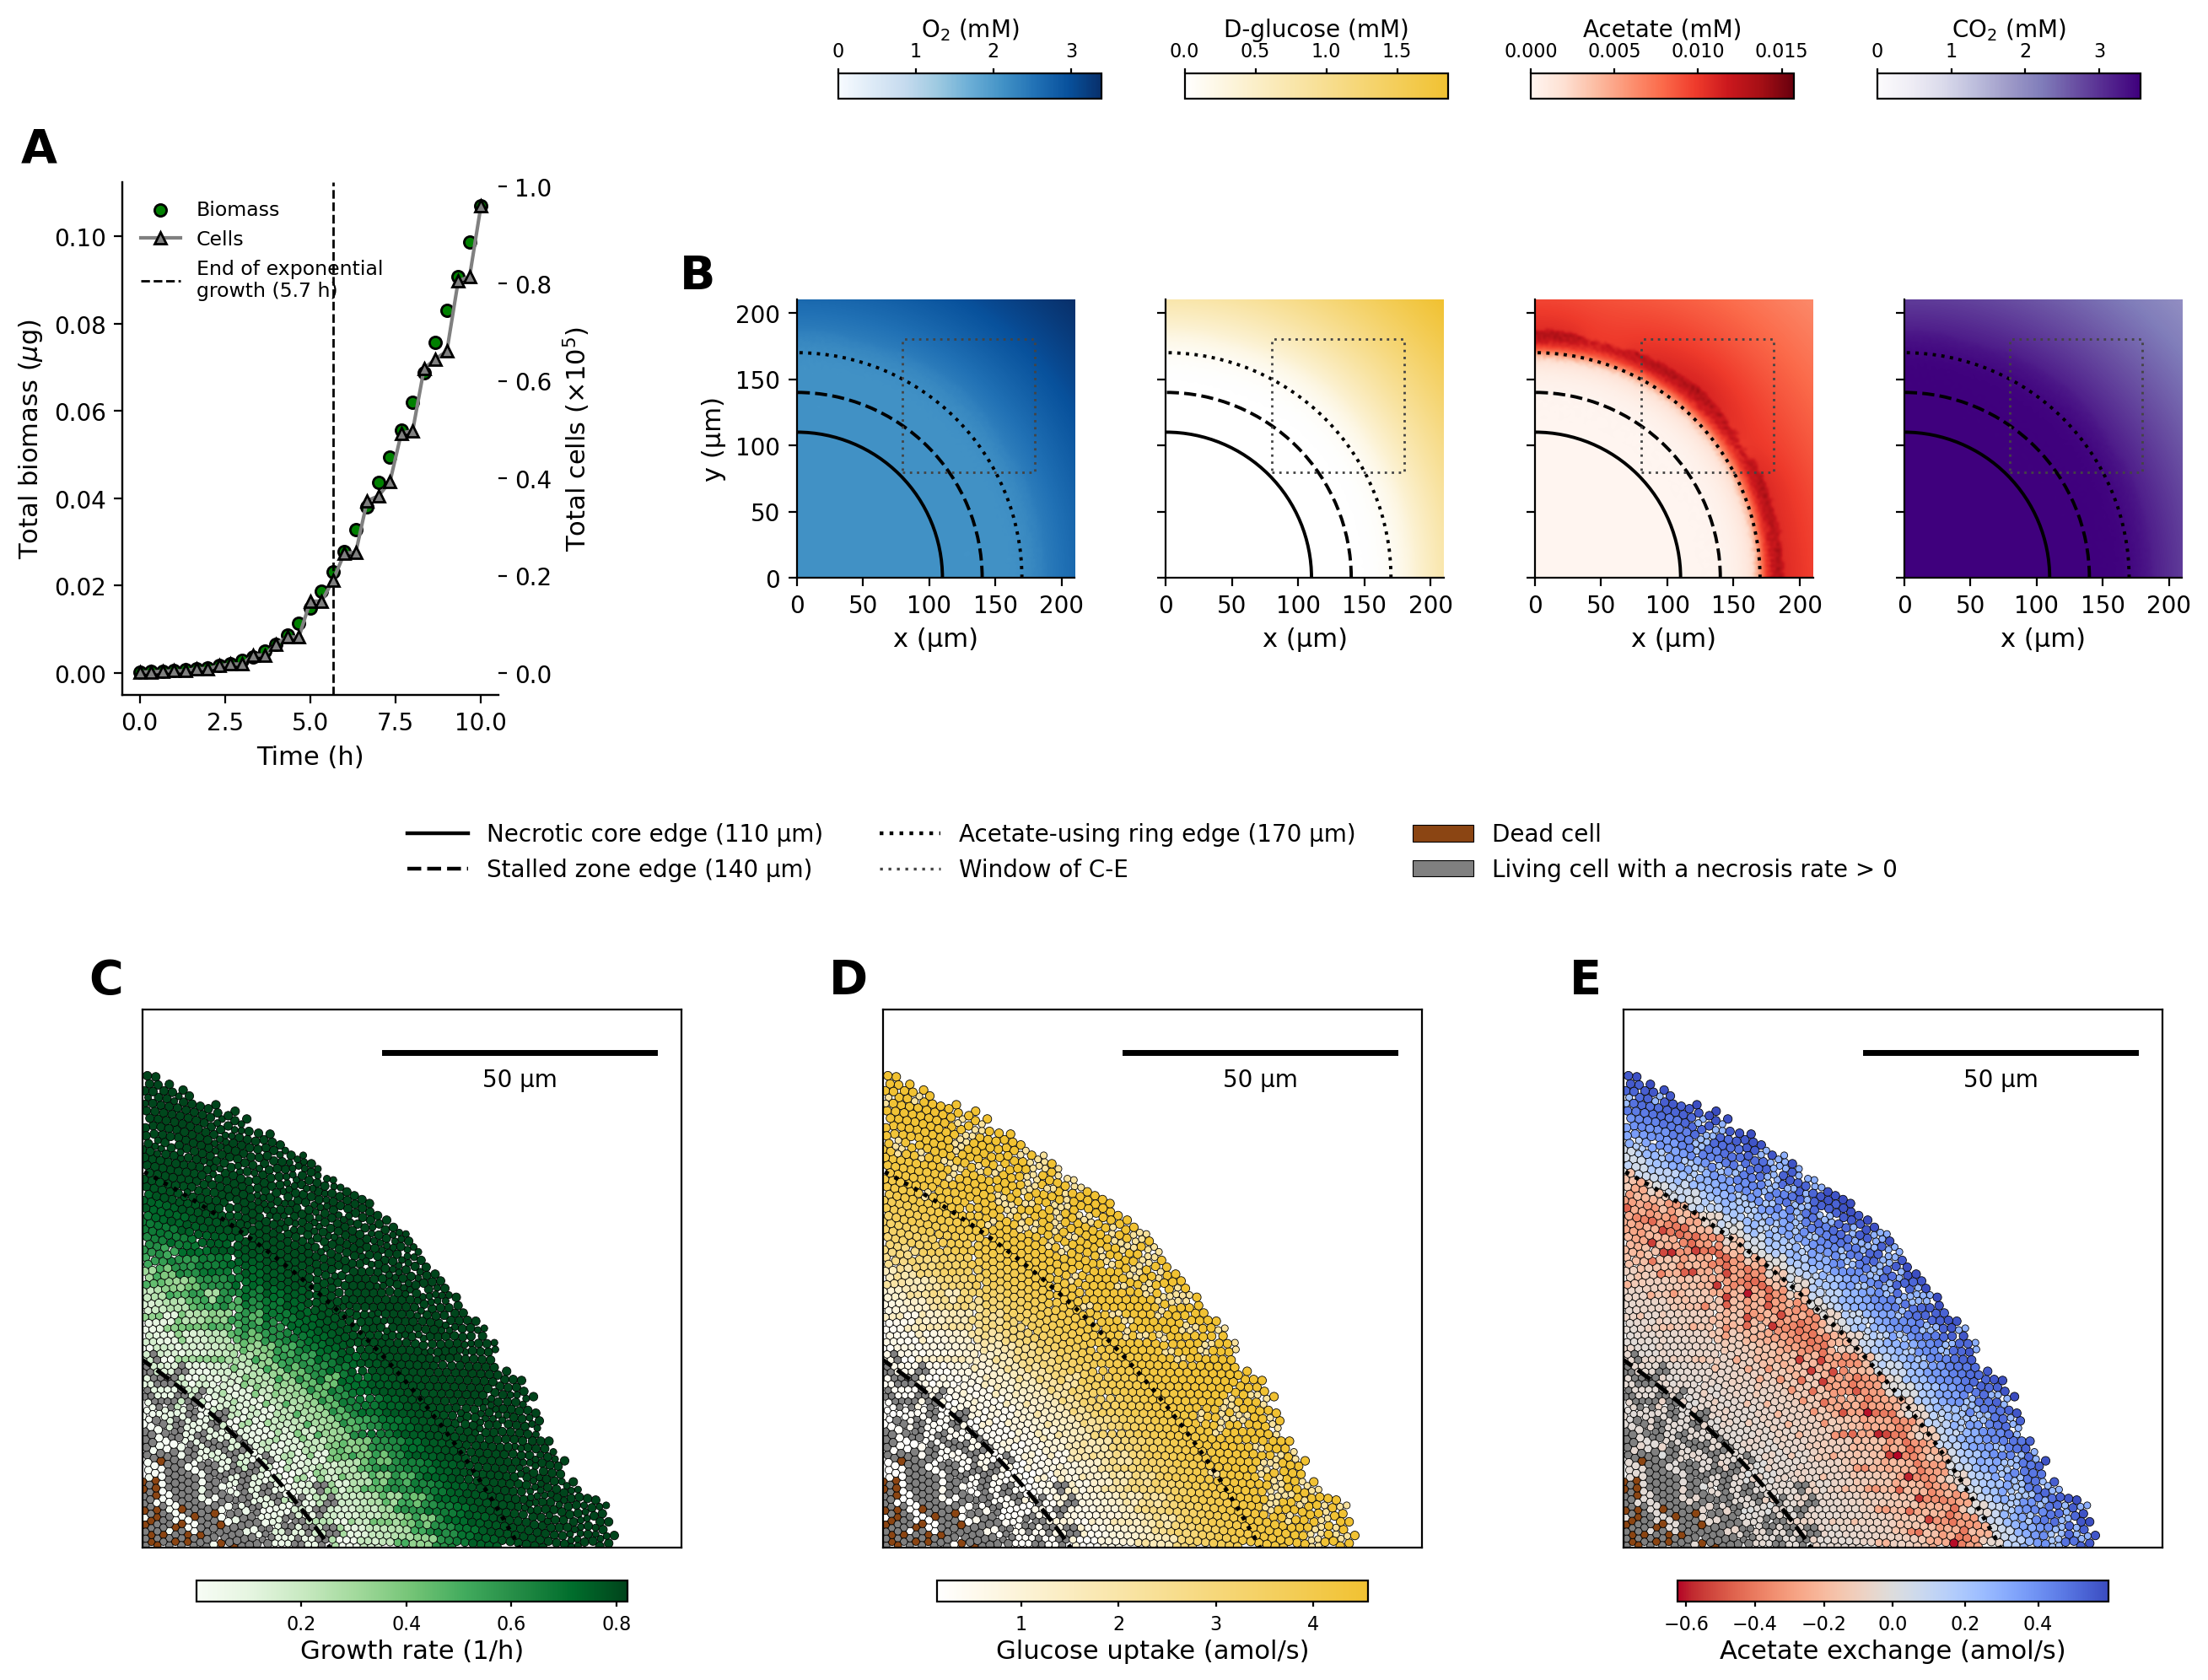 O₂ (mM)
0 1 2 3
D-glucose (mM)
0.0 0.5 1.0 1.5
Acetate (mM)
0.000 0.005 0.010 0.015
CO₂ (mM)
0 1 2 3
A
Biomass
Cells
End of exponential
growth (5.7 h)
Total biomass (μg)
0.10
0.08
0.06
0.04
0.02
0.00
Total cells (×10⁵)
1.0
0.8
0.6
0.4
0.2
0.0
0.0 2.5 5.0 7.5 10.0
Time (h)
B
y (µm)
200
150
100
50
0
0 50 100 150 200
x (µm)
0 50 100 150 200
x (µm)
0 50 100 150 200
x (µm)
0 50 100 150 200
x (µm)
Necrotic core edge (110 µm)
Stalled zone edge (140 µm)
Acetate-using ring edge (170 µm)
Window of C-E
Dead cell
Living cell with a necrosis rate > 0
C
50 µm
0.2 0.4 0.6 0.8
Growth rate (1/h)
D
50 µm
1 2 3 4
Glucose uptake (amol/s)
E
50 µm
−0.6 −0.4 −0.2 0.0 0.2 0.4
Acetate exchange (amol/s)